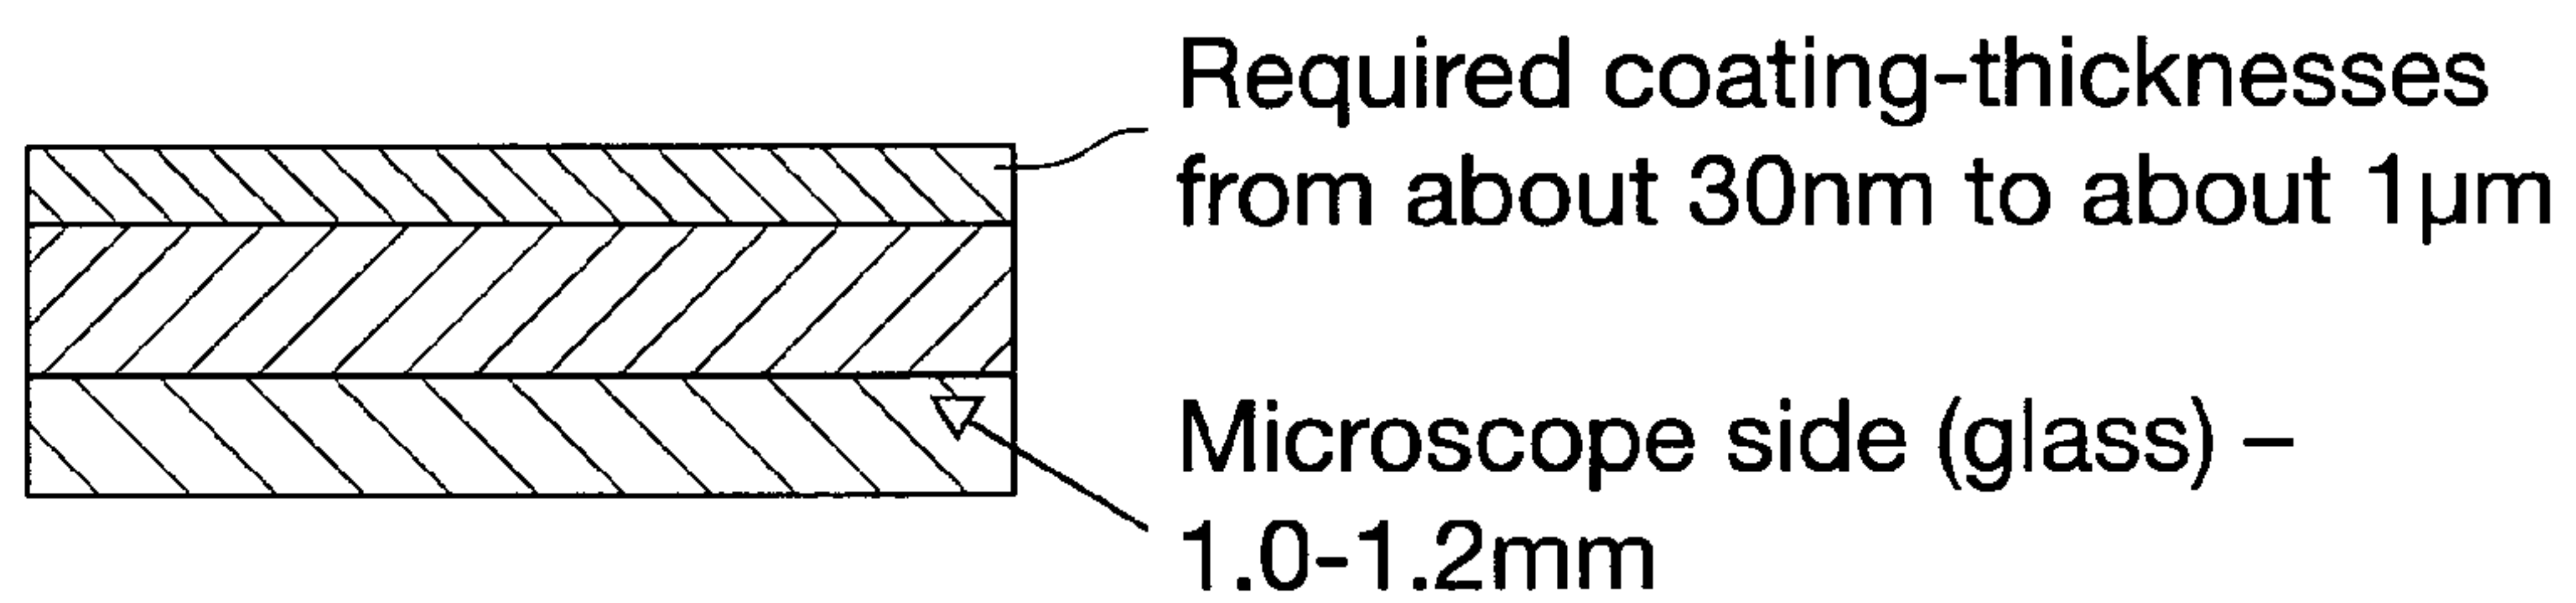 Required coating-thicknesses
from about 30nm to about 1µm
Microscope side (glass) –
1.0-1.2mm